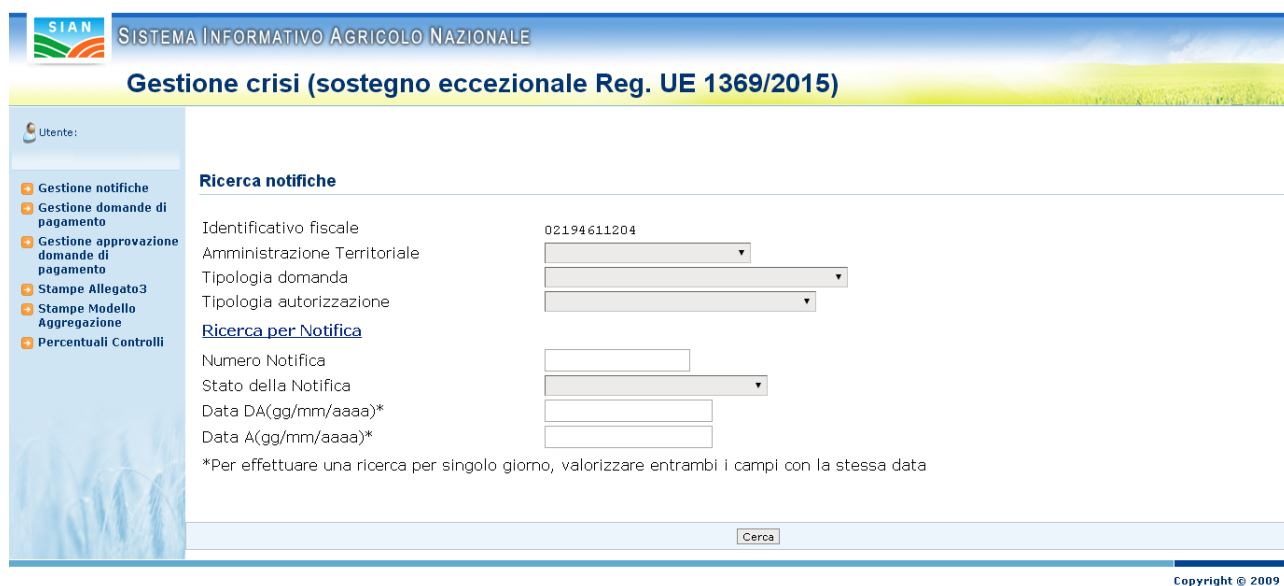 SIAN
SISTEMA INFORMATIVO AGRICOLO NAZIONALE
Gestione crisi (sostegno eccezionale Reg. UE 1369/2015)
Utente:
Gestione notifiche
Gestione domande di
pagamento
Gestione approvazione
domande di
pagamento
Stampe Allegato3
Stampe Modello
Aggregazione
Percentuali Controlli
Ricerca notifiche
Identificativo fiscale 02194611204
Amministrazione Territoriale
Tipologia domanda
Tipologia autorizzazione
Ricerca per Notifica
Numero Notifica
Stato della Notifica
Data DA(gg/mm/aaaa)*
Data A(gg/mm/aaaa)*
*Per effettuare una ricerca per singolo giorno, valorizzare entrambi i campi con la stessa data
Cerca
Copyright © 2009